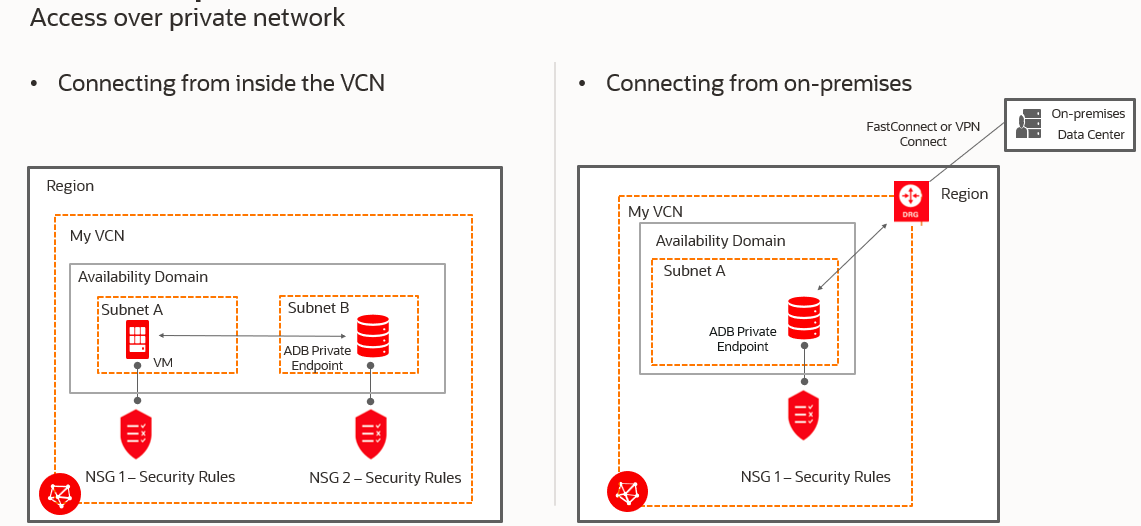 Access over private network
• Connecting from inside the VCN
Region
My VCN
Availability Domain
Subnet A
VM
Subnet B
ADB Private
Endpoint
NSG 1 – Security Rules
NSG 2 – Security Rules
• Connecting from on-premises
On-premises
Data Center
FastConnect or VPN
Connect
DRG
Region
My VCN
Availability Domain
Subnet A
ADB Private
Endpoint
NSG 1 – Security Rules